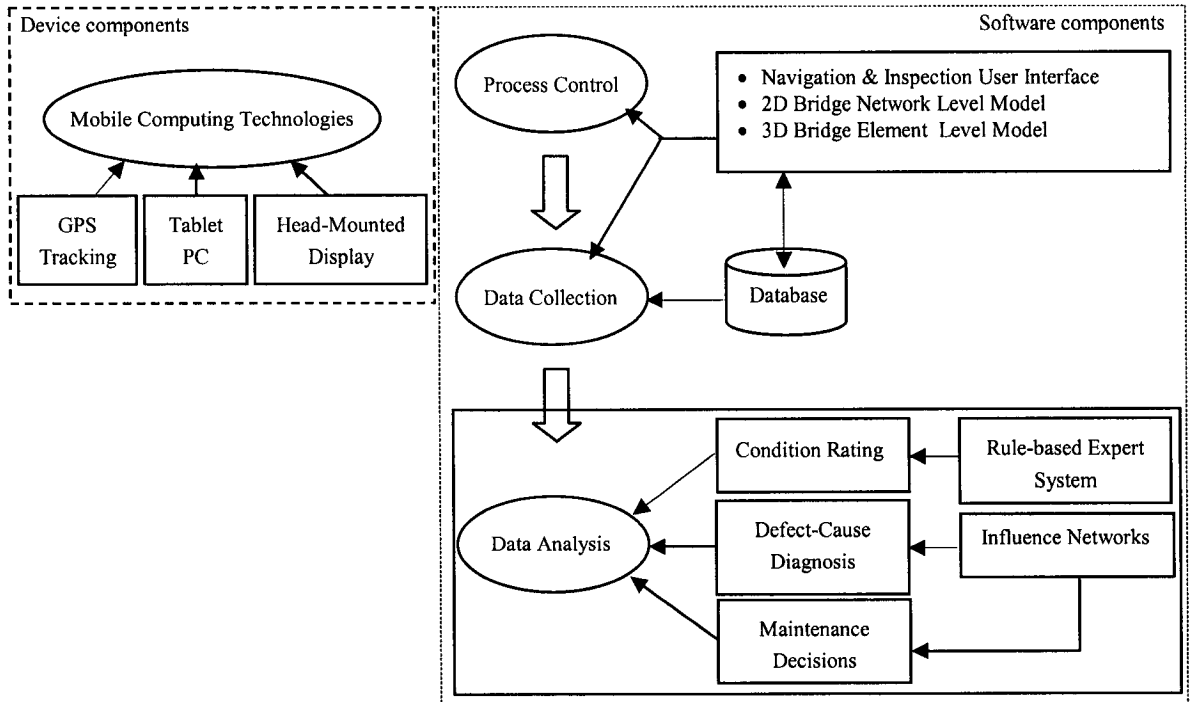 Device components
Mobile Computing Technologies
GPS
Tracking
Tablet
PC
Head-Mounted
Display
Software components
Process Control
• Navigation & Inspection User Interface
• 2D Bridge Network Level Model
• 3D Bridge Element Level Model
Data Collection
Database
Condition Rating
Rule-based Expert
System
Data Analysis
Defect-Cause
Diagnosis
Influence Networks
Maintenance
Decisions